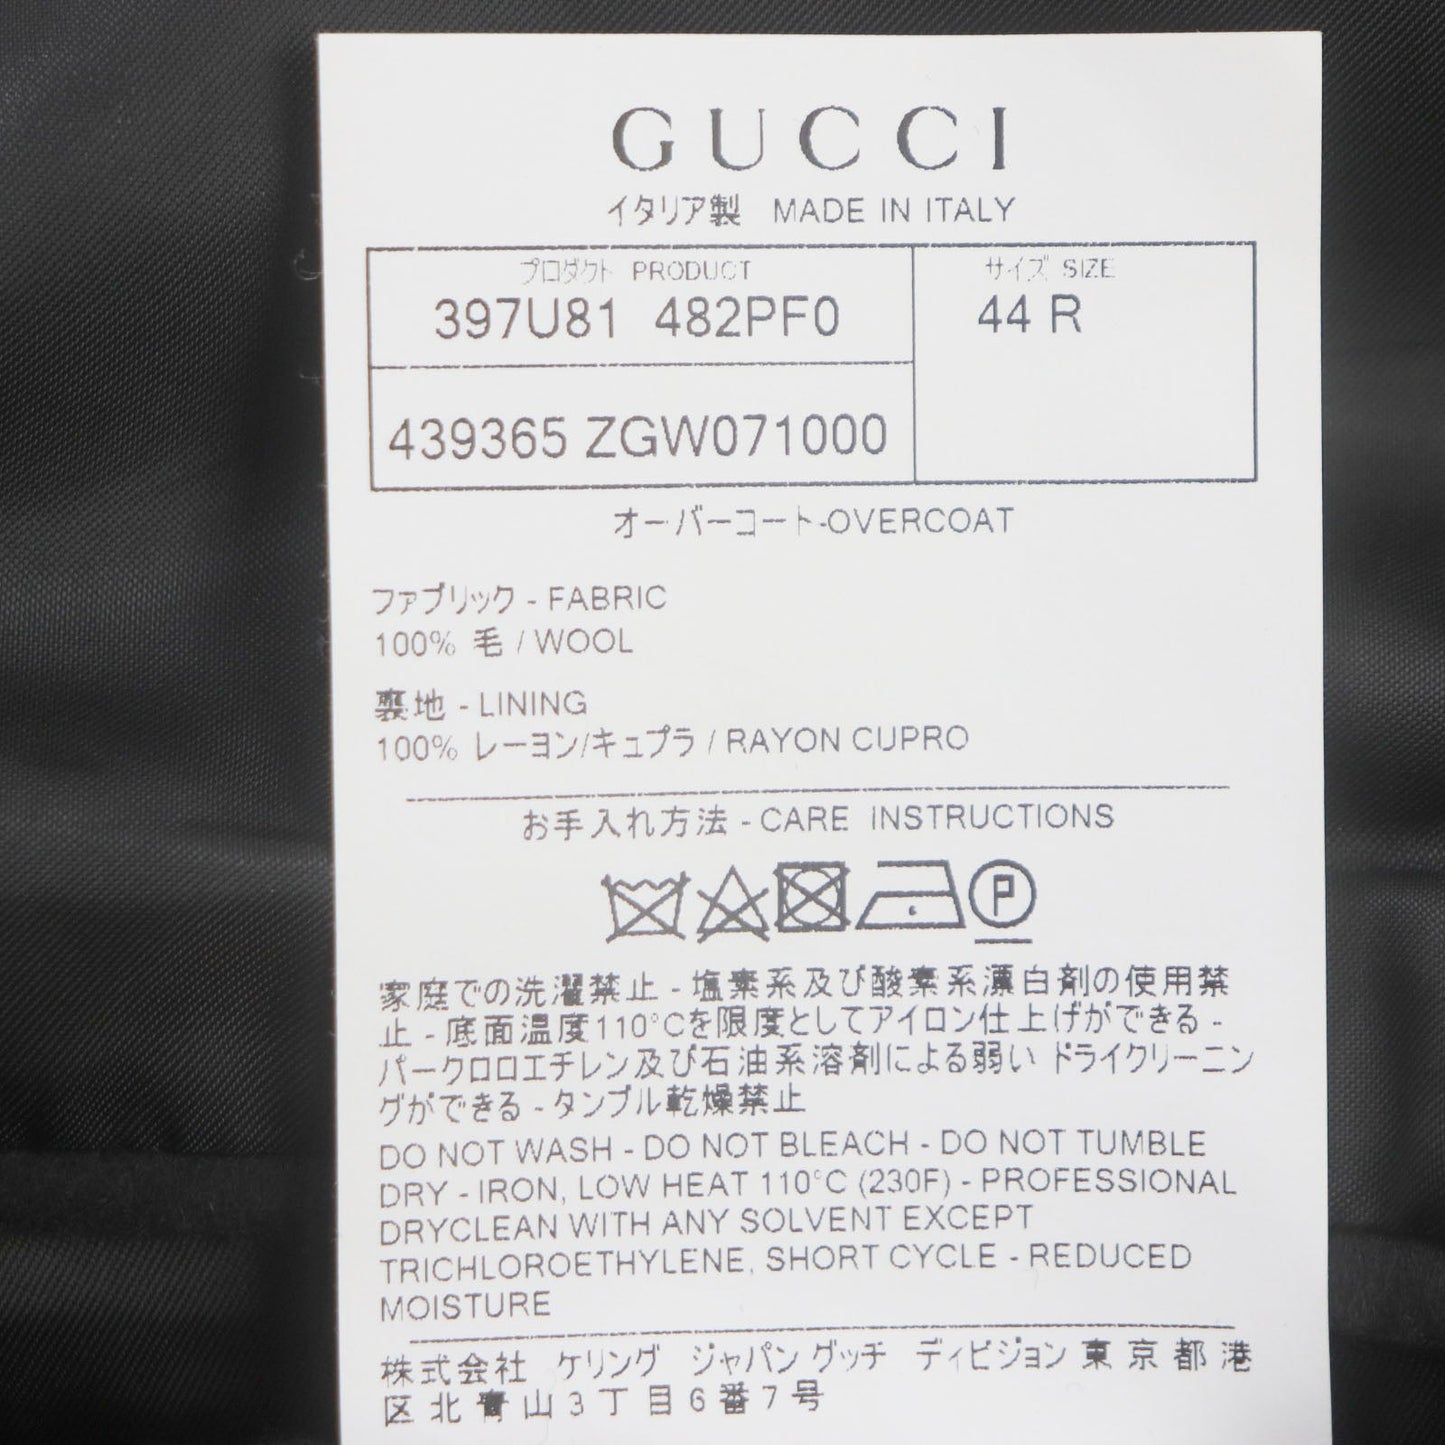 GUCCI
イタリア製 MADE IN ITALY
プロダクト PRODUCT
397U81 482PF0
サイズ SIZE
44 R
439365 ZGW071000
オーバーコート-OVERCOAT
ファブリック - FABRIC
100% 毛 / WOOL
裏地 - LINING
100% レーヨン/キュプラ / RAYON CUPRO
お手入れ方法 - CARE INSTRUCTIONS
P
家庭での洗濯禁止 - 塩素系及び酸素系漂白剤の使用禁
止 - 底面温度110°Cを限度としてアイロン仕上げができる -
パークロロエチレン及び石油系溶剤による弱い ドライクリーニン
グができる - タンブル乾燥禁止
DO NOT WASH - DO NOT BLEACH - DO NOT TUMBLE
DRY - IRON, LOW HEAT 110°C (230F) - PROFESSIONAL
DRYCLEAN WITH ANY SOLVENT EXCEPT
TRICHLOROETHYLENE, SHORT CYCLE - REDUCED
MOISTURE
株式会社 ケリング ジャパン グッチ ディビジョン 東京都港
区北青山3丁目6番7号